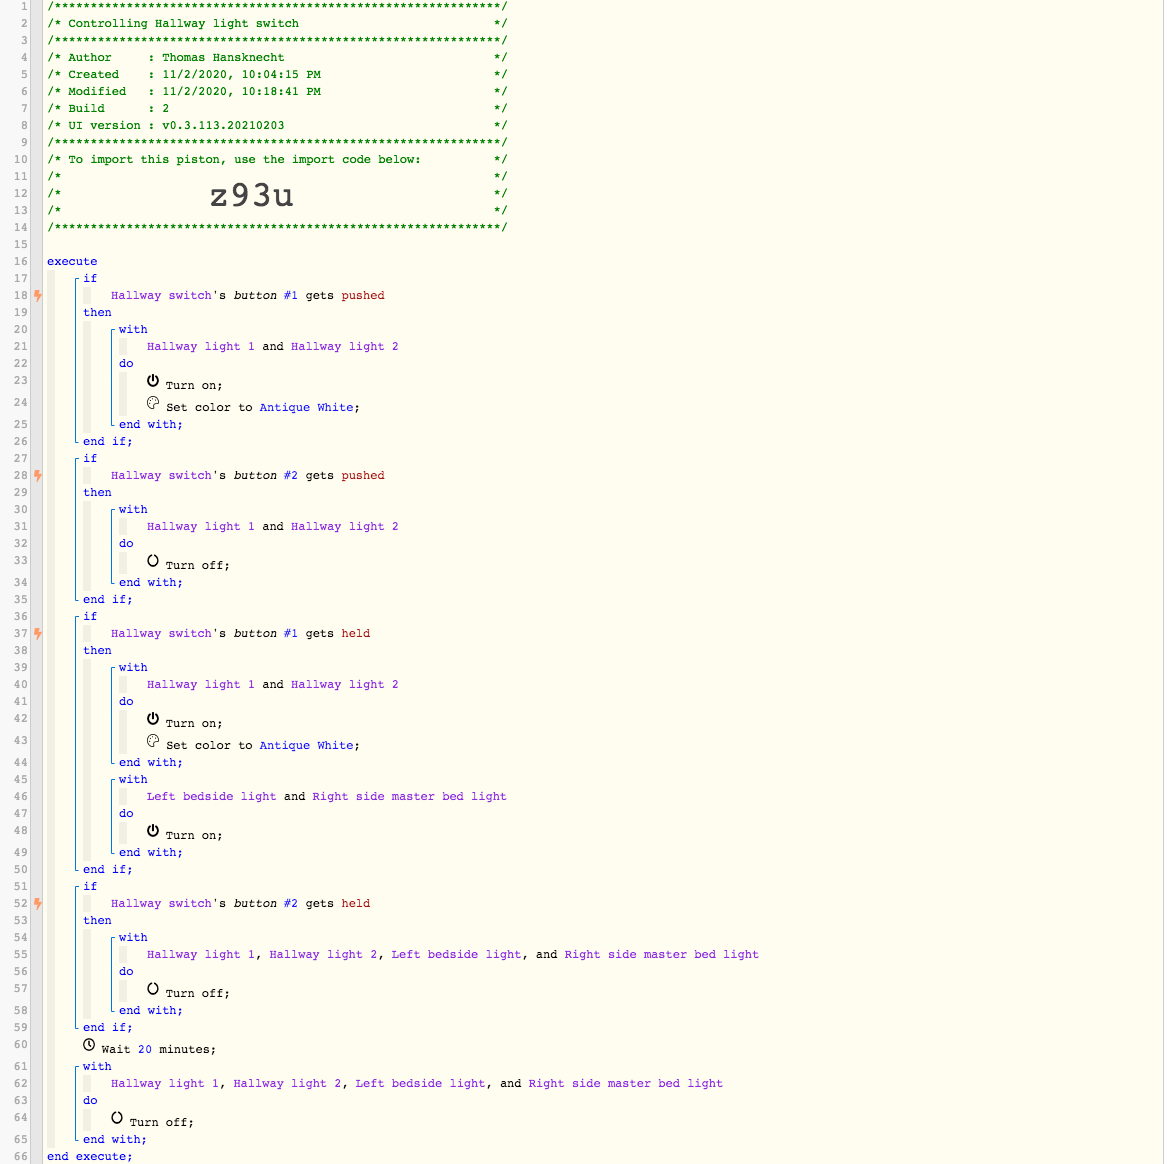 1 /**************************************************************/
2 /* Controlling Hallway light switch */
3 /**************************************************************/
4 /* Author : Thomas Hansknecht */
5 /* Created : 11/2/2020, 10:04:15 PM */
6 /* Modified : 11/2/2020, 10:18:41 PM */
7 /* Build : 2 */
8 /* UI version : v0.3.113.20210203 */
9 /**************************************************************/
10 /* To import this piston, use the import code below: */
11 /* */
12 /* z93u */
13 /* */
14 /**************************************************************/
15
16 execute
17 if
18 Hallway switch's button #1 gets pushed
19 then
20 with
21 Hallway light 1 and Hallway light 2
22 do
23 Turn on;
24 Set color to Antique White;
25 end with;
26 end if;
27 if
28 Hallway switch's button #2 gets pushed
29 then
30 with
31 Hallway light 1 and Hallway light 2
32 do
33 Turn off;
34 end with;
35 end if;
36 if
37 Hallway switch's button #1 gets held
38 then
39 with
40 Hallway light 1 and Hallway light 2
41 do
42 Turn on;
43 Set color to Antique White;
44 end with;
45 with
46 Left bedside light and Right side master bed light
47 do
48 Turn on;
49 end with;
50 end if;
51 if
52 Hallway switch's button #2 gets held
53 then
54 with
55 Hallway light 1, Hallway light 2, Left bedside light, and Right side master bed light
56 do
57 Turn off;
58 end with;
59 end if;
60 Wait 20 minutes;
61 with
62 Hallway light 1, Hallway light 2, Left bedside light, and Right side master bed light
63 do
64 Turn off;
65 end with;
66 end execute;